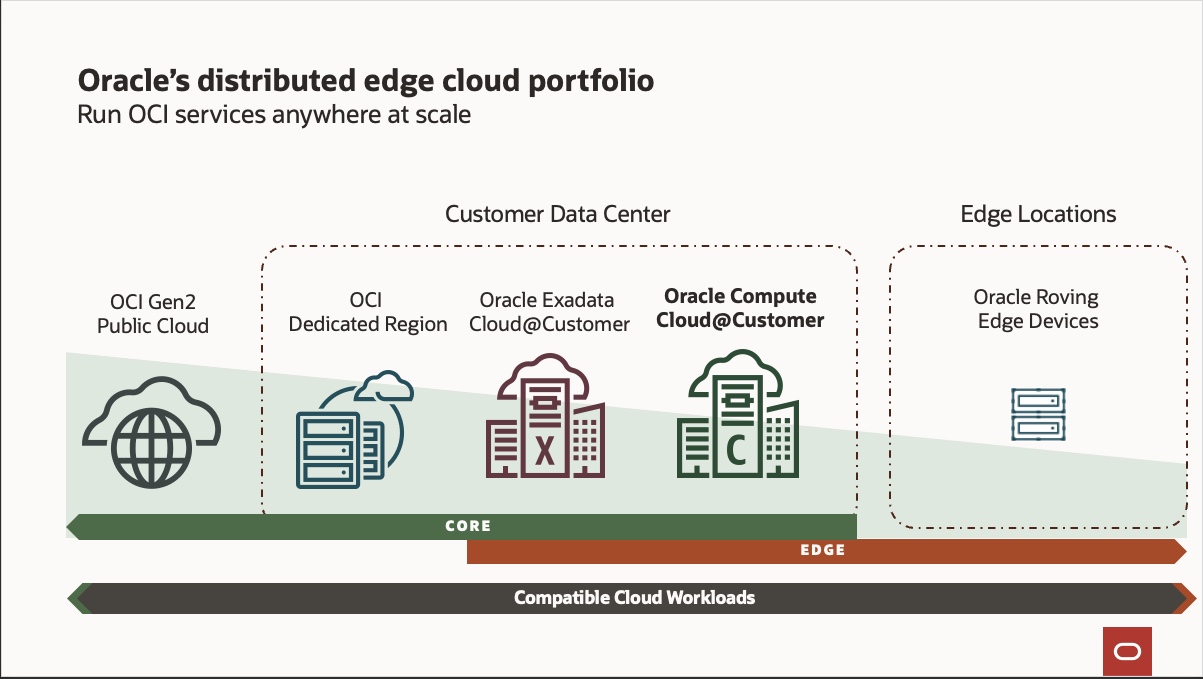 Oracle's distributed edge cloud portfolio
Run OCI services anywhere at scale
Customer Data Center
Edge Locations
OCI Gen2
Public Cloud
OCI
Dedicated Region
Oracle Exadata
Cloud@Customer
Oracle Compute
Cloud@Customer
Oracle Roving
Edge Devices
X
C
CORE
EDGE
Compatible Cloud Workloads